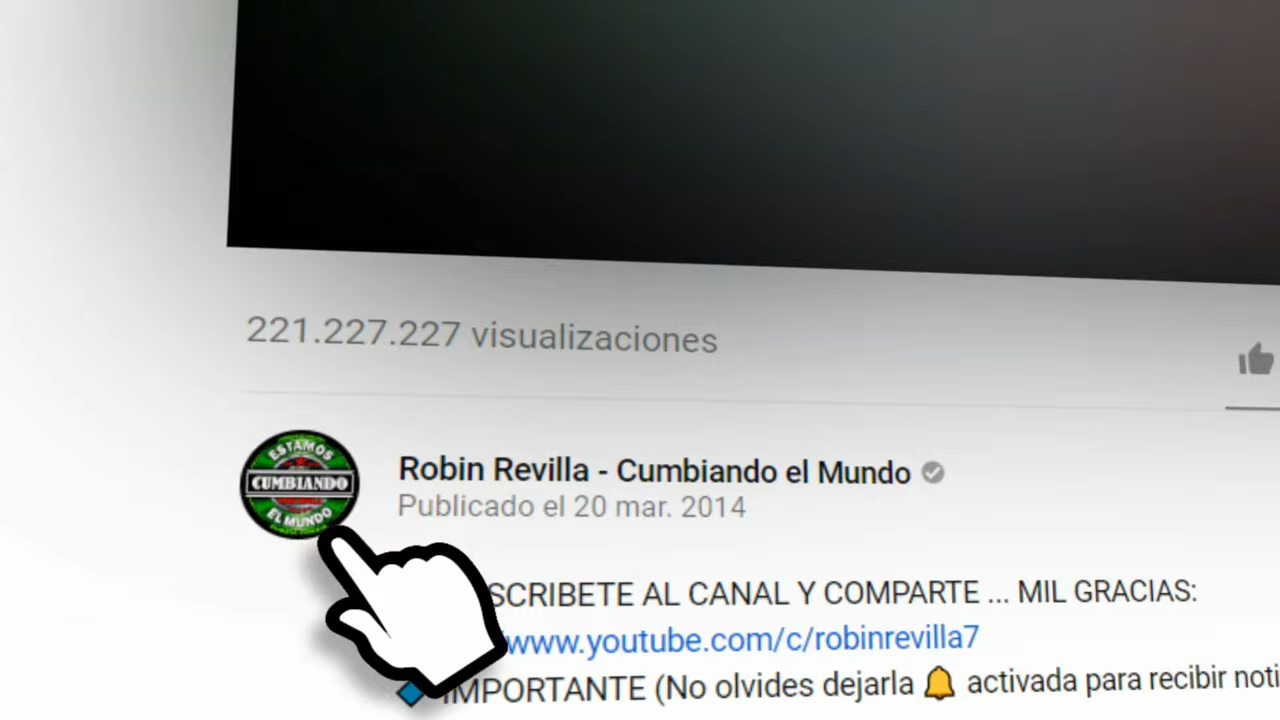 221.227.227 visualizaciones
ESTAMOS
CUMBIANDO
EL MUNDO
Robin Revilla - Cumbiando el Mundo
Publicado el 20 mar. 2014
SCRIBETE AL CANAL Y COMPARTE ... MIL GRACIAS:
www.youtube.com/c/robinrevilla7
IMPORTANTE (No olvides dejarla 🔔 activada para recibir noti